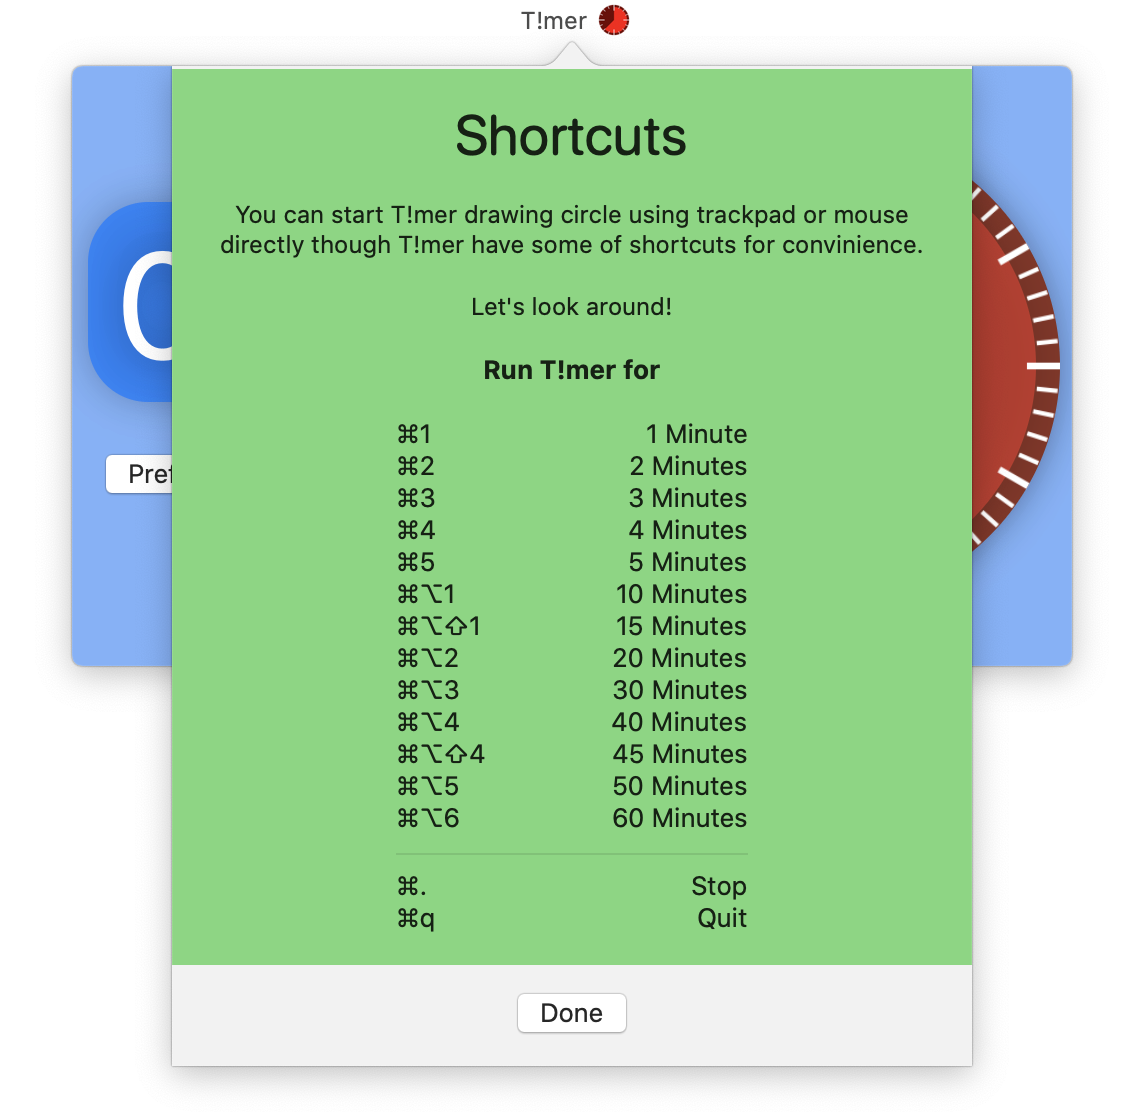 T!mer
Shortcuts
You can start T!mer drawing circle using trackpad or mouse
directly though T!mer have some of shortcuts for convinience.
Let's look around!
Run T!mer for
⌘1 1 Minute
⌘2 2 Minutes
⌘3 3 Minutes
⌘4 4 Minutes
⌘5 5 Minutes
⌘⌥1 10 Minutes
⌘⌥⇧1 15 Minutes
⌘⌥2 20 Minutes
⌘⌥3 30 Minutes
⌘⌥4 40 Minutes
⌘⌥⇧4 45 Minutes
⌘⌥5 50 Minutes
⌘⌥6 60 Minutes
⌘. Stop
⌘q Quit
Pref
Done